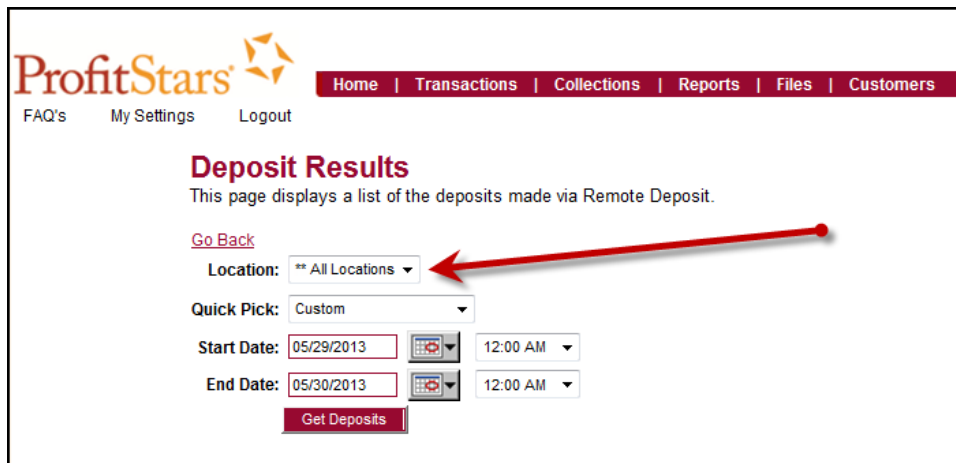 ProfitStars®
Home | Transactions | Collections | Reports | Files | Customers
FAQ's My Settings Logout
Deposit Results
This page displays a list of the deposits made via Remote Deposit.
Go Back
Location: ** All Locations
Quick Pick: Custom
Start Date: 05/29/2013 12:00 AM
End Date: 05/30/2013 12:00 AM
Get Deposits